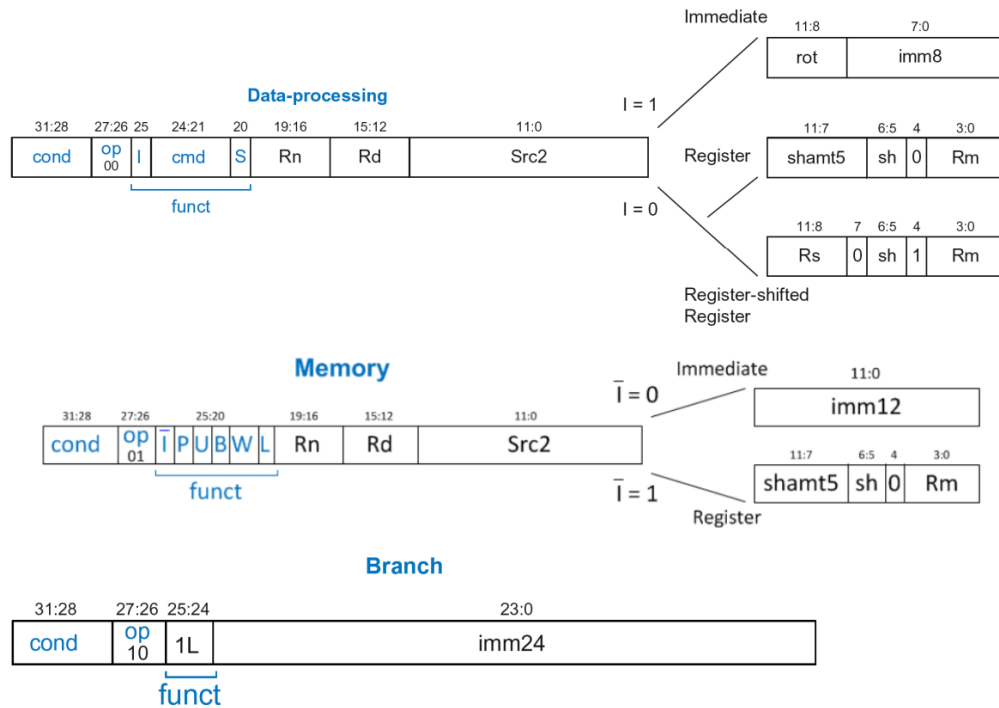 Immediate
11:8 7:0
rot imm8
Data-processing
I = 1
31:28 27:26 25 24:21 20 19:16 15:12 11:0
cond op 00 I cmd S Rn Rd Src2
funct
Register
11:7 6:5 4 3:0
shamt5 sh 0 Rm
I = 0
11:8 7 6:5 4 3:0
Rs 0 sh 1 Rm
Register-shifted
Register
Memory
Immediate
I̅ = 0
11:0
imm12
31:28 27:26 25:20 19:16 15:12 11:0
cond op 01 I̅ P U B W L Rn Rd Src2
funct
I̅ = 1
11:7 6:5 4 3:0
shamt5 sh 0 Rm
Register
Branch
31:28 27:26 25:24 23:0
cond op 10 1L imm24
funct